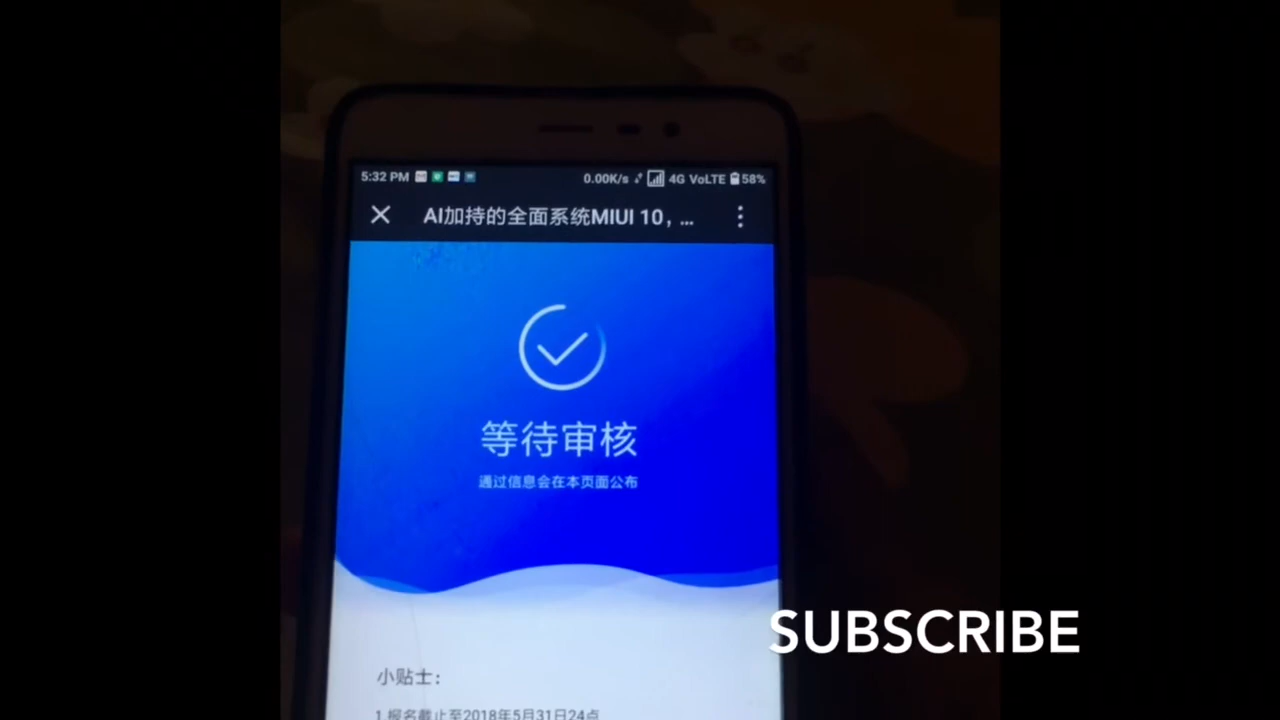 5:32 PM 0.00K/s 4G VoLTE 58%
AI加持的全面系统MIUI 10，...
等待审核
通过信息会在本页面公布
SUBSCRIBE
小贴士：
1.报名截止至2018年5月31日24点